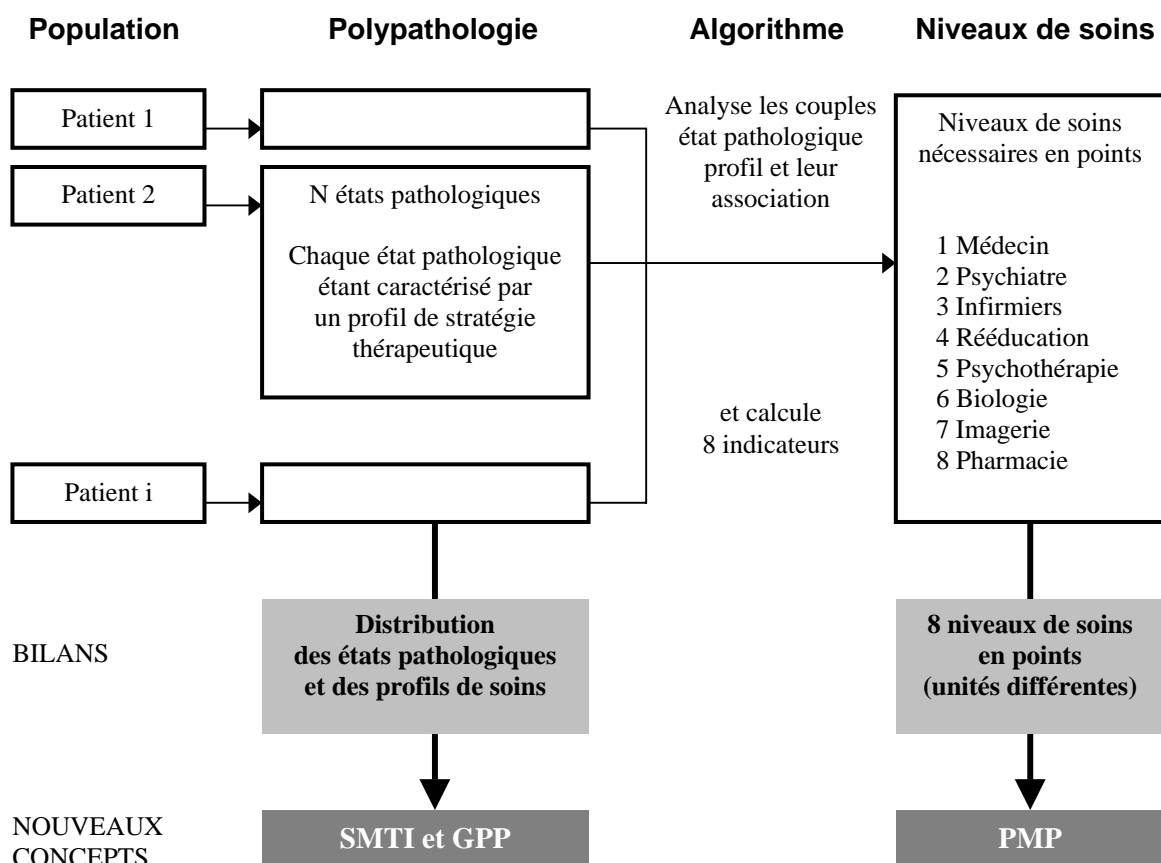 Population
Polypathologie
Algorithme
Niveaux de soins
Patient 1
Patient 2
N états pathologiques
Chaque état pathologique
étant caractérisé par
un profil de stratégie
thérapeutique
Patient i
Analyse les couples
état pathologique
profil et leur
association
et calcule
8 indicateurs
Niveaux de soins
nécessaires en points
1 Médecin
2 Psychiatre
3 Infirmiers
4 Rééducation
5 Psychothérapie
6 Biologie
7 Imagerie
8 Pharmacie
BILANS
Distribution
des états pathologiques
et des profils de soins
8 niveaux de soins
en points
(unités différentes)
NOUVEAUX
CONCEPTS
SMTI et GPP
PMP